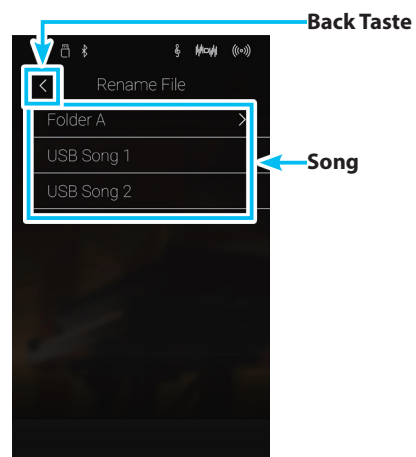 Back Taste
Rename File
Folder A
USB Song 1
Song
USB Song 2